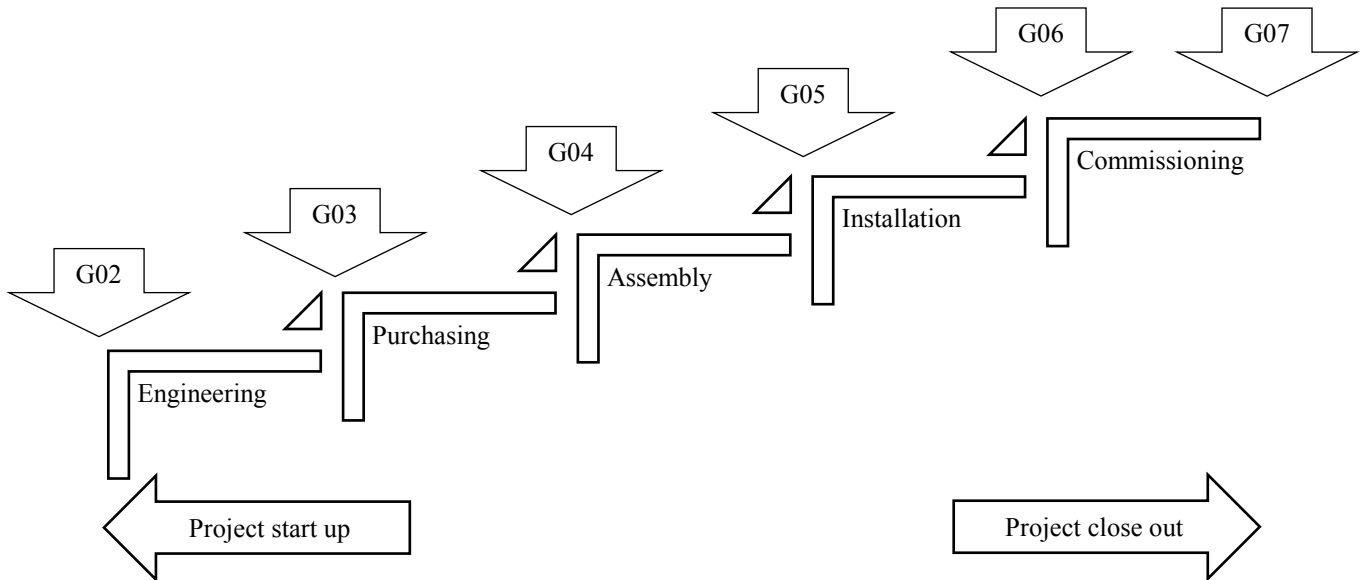 G02
G03
G04
G05
G06
G07
Engineering
Purchasing
Assembly
Installation
Commissioning
Project start up
Project close out